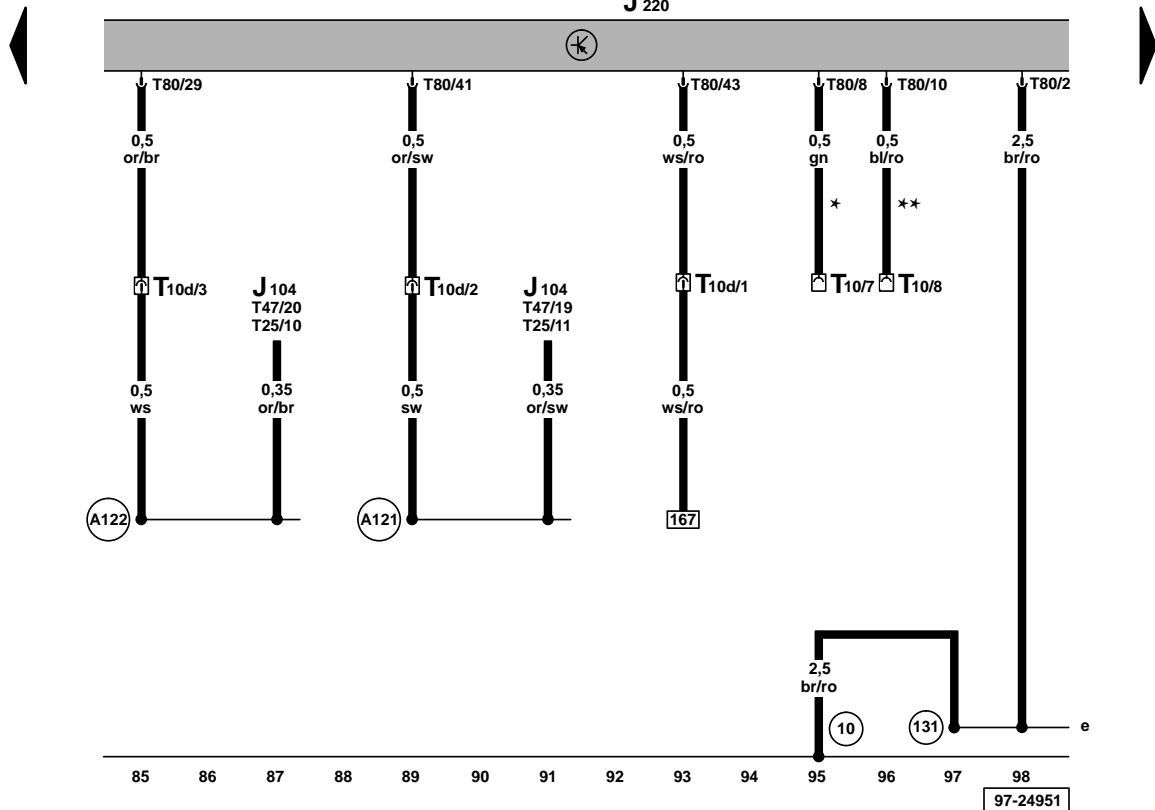 J 220
T80/29 T80/41 T80/43 T80/8 T80/10 T80/2
0,5 0,5 0,5 0,5 0,5 2,5
or/br or/sw ws/ro gn bl/ro br/ro
* **
T10d/3 J 104 T10d/2 J 104 T10d/1 T10/7 T10/8
T47/20 T47/19
T25/10 T25/11
0,5 0,35 0,5 0,35 0,5
ws or/br sw or/sw ws/ro
A122 A121 167
2,5
br/ro
10 131 e
85 86 87 88 89 90 91 92 93 94 95 96 97 98
97-24951